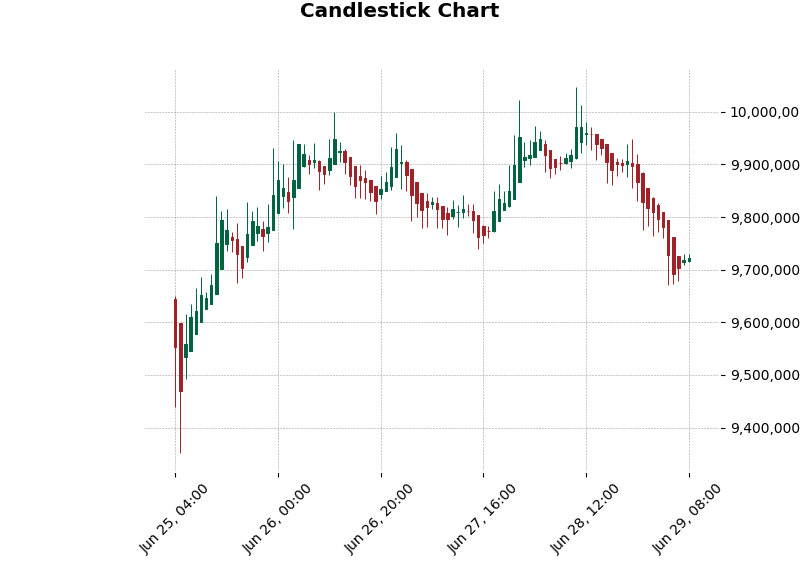 Candlestick Chart
10,000,00
9,900,000
9,800,000
9,700,000
9,600,000
9,500,000
9,400,000
Jun 25, 04:00
Jun 26, 00:00
Jun 26, 20:00
Jun 27, 16:00
Jun 28, 12:00
Jun 29, 08:00